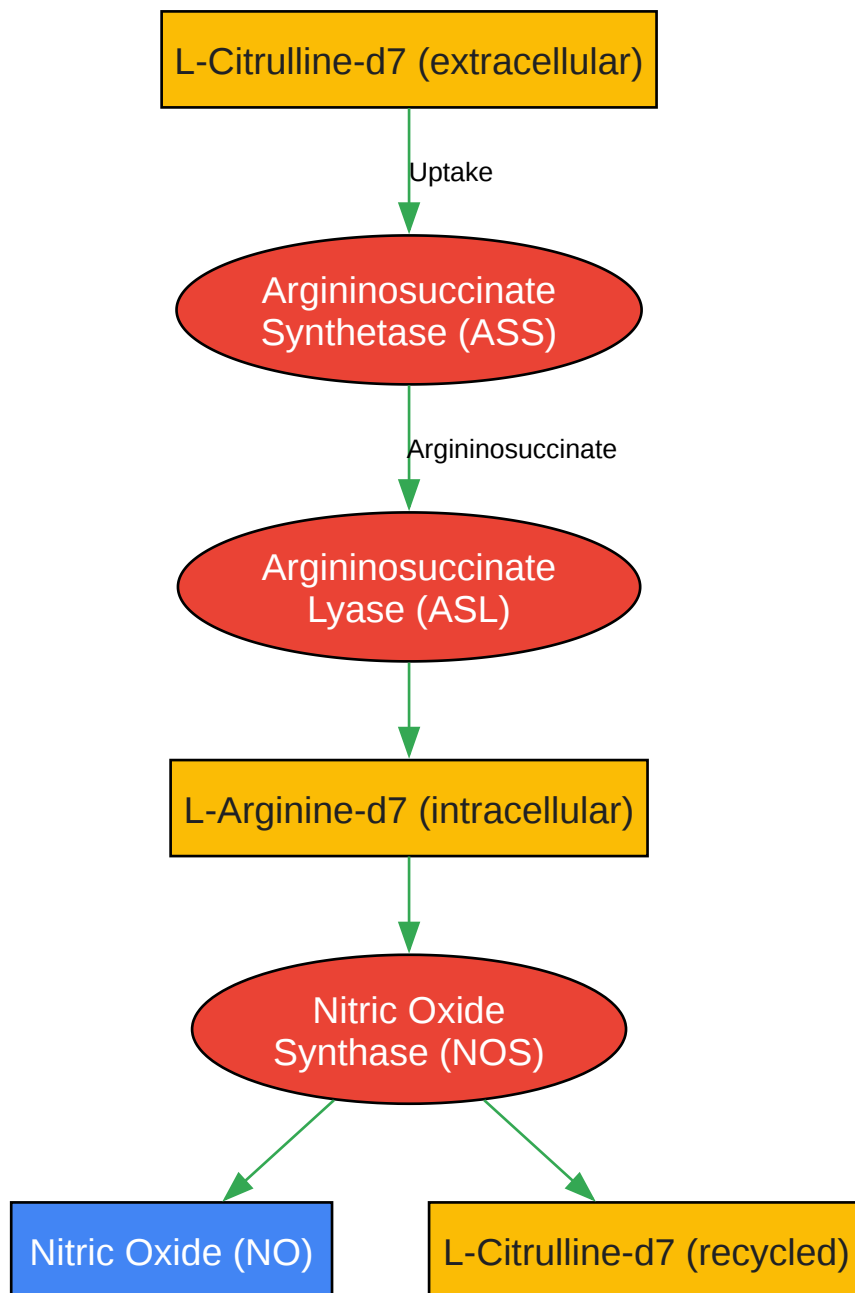 L-Citrulline-d7 (extracellular)
Uptake
Argininosuccinate
Synthetase (ASS)
Argininosuccinate
Argininosuccinate
Lyase (ASL)
L-Arginine-d7 (intracellular)
Nitric Oxide
Synthase (NOS)
Nitric Oxide (NO)
L-Citrulline-d7 (recycled)